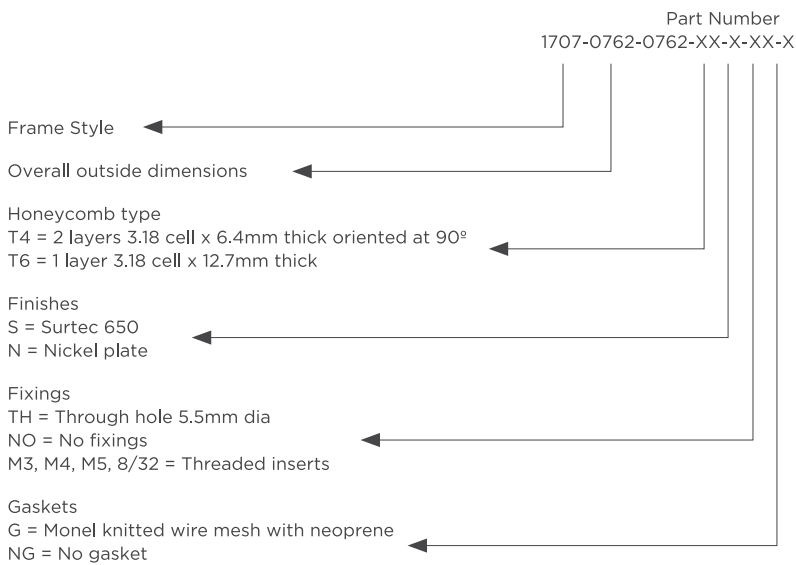 Part Number
1707-0762-0762-XX-X-XX-X
Frame Style
Overall outside dimensions
Honeycomb type
T4 = 2 layers 3.18 cell x 6.4mm thick oriented at 90º
T6 = 1 layer 3.18 cell x 12.7mm thick
Finishes
S = Surtec 650
N = Nickel plate
Fixings
TH = Through hole 5.5mm dia
NO = No fixings
M3, M4, M5, 8/32 = Threaded inserts
Gaskets
G = Monel knitted wire mesh with neoprene
NG = No gasket